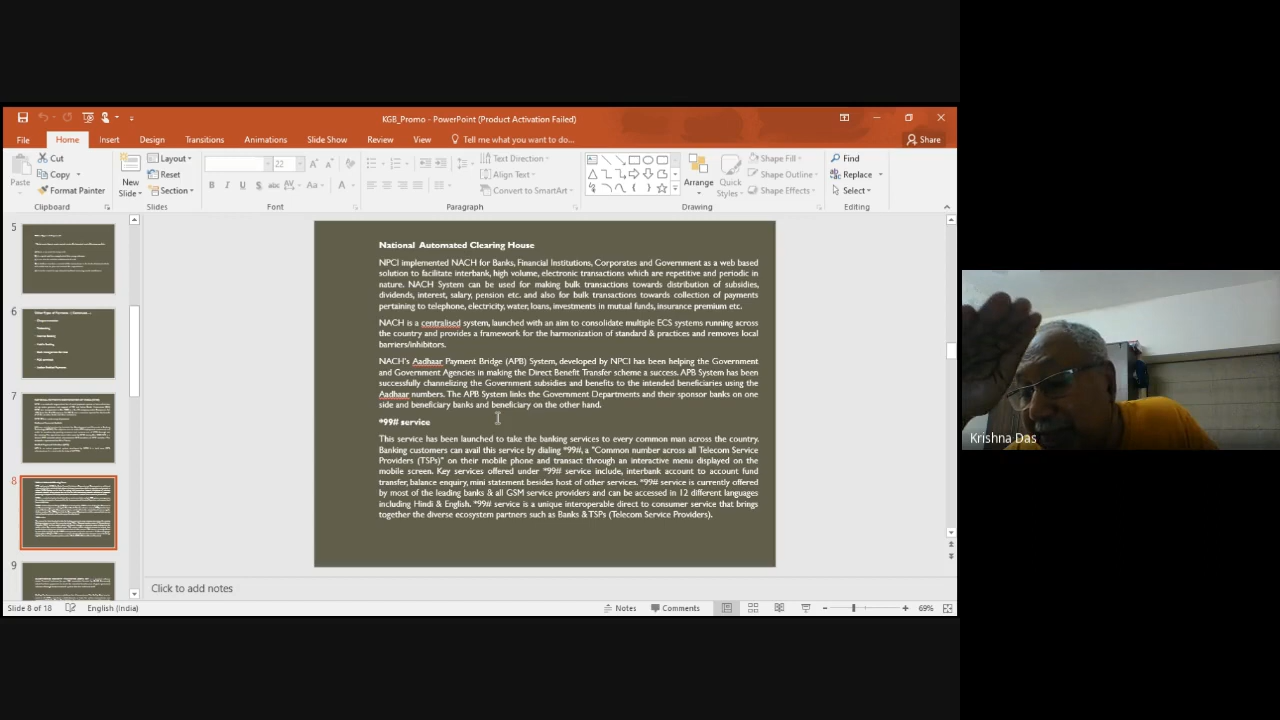 KGB_Promo - PowerPoint (Product Activation Failed)
File Home Insert Design Transitions Animations Slide Show Review View Tell me what you want to do... Share
Paste Cut Copy Format Painter New Slide Layout Reset Section 22 Text Direction Align Text Convert to SmartArt Arrange Quick Styles Shape Fill Shape Outline Shape Effects Find Replace Select
Clipboard Slides Font Paragraph Drawing Editing
5
6
7
8
9
National Automated Clearing House
NPCI implemented NACH for Banks, Financial Institutions, Corporates and Government as a web based
solution to facilitate interbank, high volume, electronic transactions which are repetitive and periodic in
nature. NACH System can be used for making bulk transactions towards distribution of subsidies,
dividends, interest, salary, pension etc. and also for bulk transactions towards collection of payments
pertaining to telephone, electricity, water, loans, investments in mutual funds, insurance premium etc.
NACH is a centralised system, launched with an aim to consolidate multiple ECS systems running across
the country and provides a framework for the harmonization of standard & practices and removes local
barriers/inhibitors.
NACH's Aadhaar Payment Bridge (APB) System, developed by NPCI has been helping the Government
and Government Agencies in making the Direct Benefit Transfer scheme a success. APB System has been
successfully channelizing the Government subsidies and benefits to the intended beneficiaries using the
Aadhaar numbers. The APB System links the Government Departments and their sponsor banks on one
side and beneficiary banks and beneficiary on the other hand.
*99# service
This service has been launched to take the banking services to every common man across the country.
Banking customers can avail this service by dialing *99#, a "Common number across all Telecom Service
Providers (TSPs)" on their mobile phone and transact through an interactive menu displayed on the
mobile screen. Key services offered under *99# service include, interbank account to account fund
transfer, balance enquiry, mini statement besides host of other services. *99# service is currently offered
by most of the leading banks & all GSM service providers and can be accessed in 12 different languages
including Hindi & English. *99# service is a unique interoperable direct to consumer service that brings
together the diverse ecosystem partners such as Banks & TSPs (Telecom Service Providers).
Click to add notes
Slide 8 of 18 English (India) Notes Comments 69%
Krishna Das